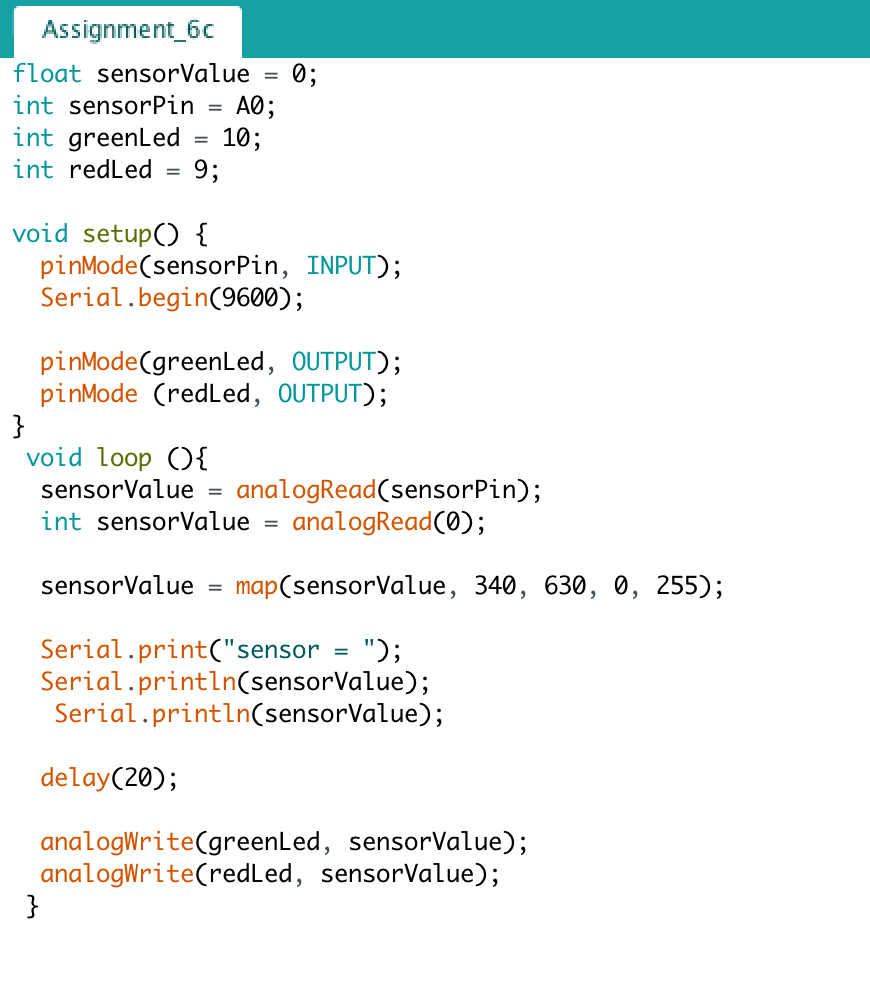 Assignment_6c
float sensorValue = 0;
int sensorPin = A0;
int greenLed = 10;
int redLed = 9;
void setup() {
pinMode(sensorPin, INPUT);
Serial.begin(9600);
pinMode(greenLed, OUTPUT);
pinMode (redLed, OUTPUT);
}
void loop (){
sensorValue = analogRead(sensorPin);
int sensorValue = analogRead(0);
sensorValue = map(sensorValue, 340, 630, 0, 255);
Serial.print("sensor = ");
Serial.println(sensorValue);
Serial.println(sensorValue);
delay(20);
analogWrite(greenLed, sensorValue);
analogWrite(redLed, sensorValue);
}